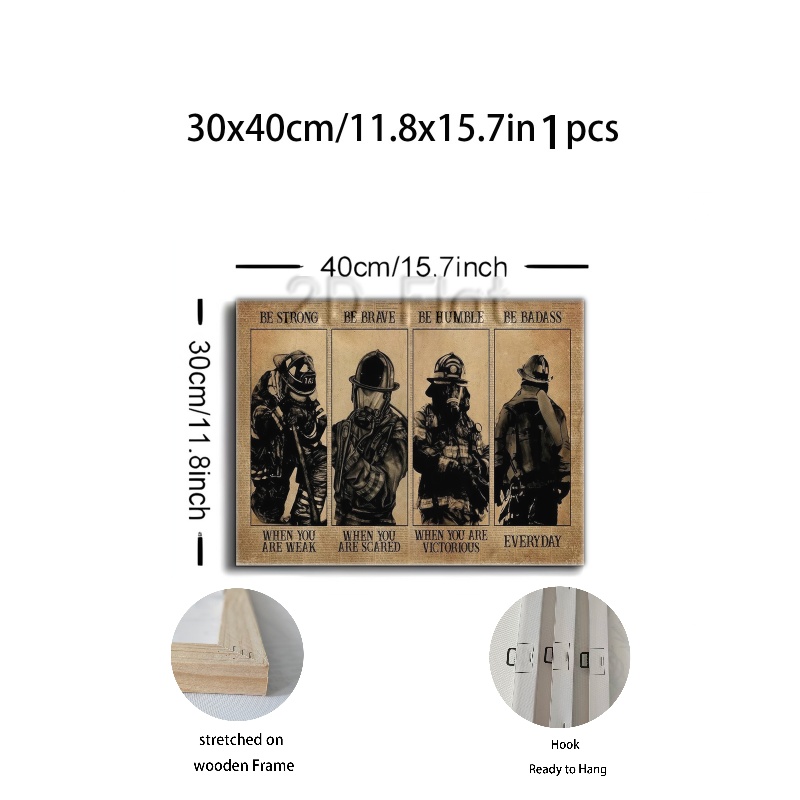 30x40cm/11.8x15.7in 1 pcs
40cm/15.7inch
2D Flat
30cm/11.8inch
BE STRONG BE BRAVE BE HUMBLE BE BADASS
WHEN YOU ARE WEAK
WHEN YOU ARE SCARED
WHEN YOU ARE VICTORIOUS
EVERYDAY
stretched on
wooden Frame
Hook
Ready to Hang